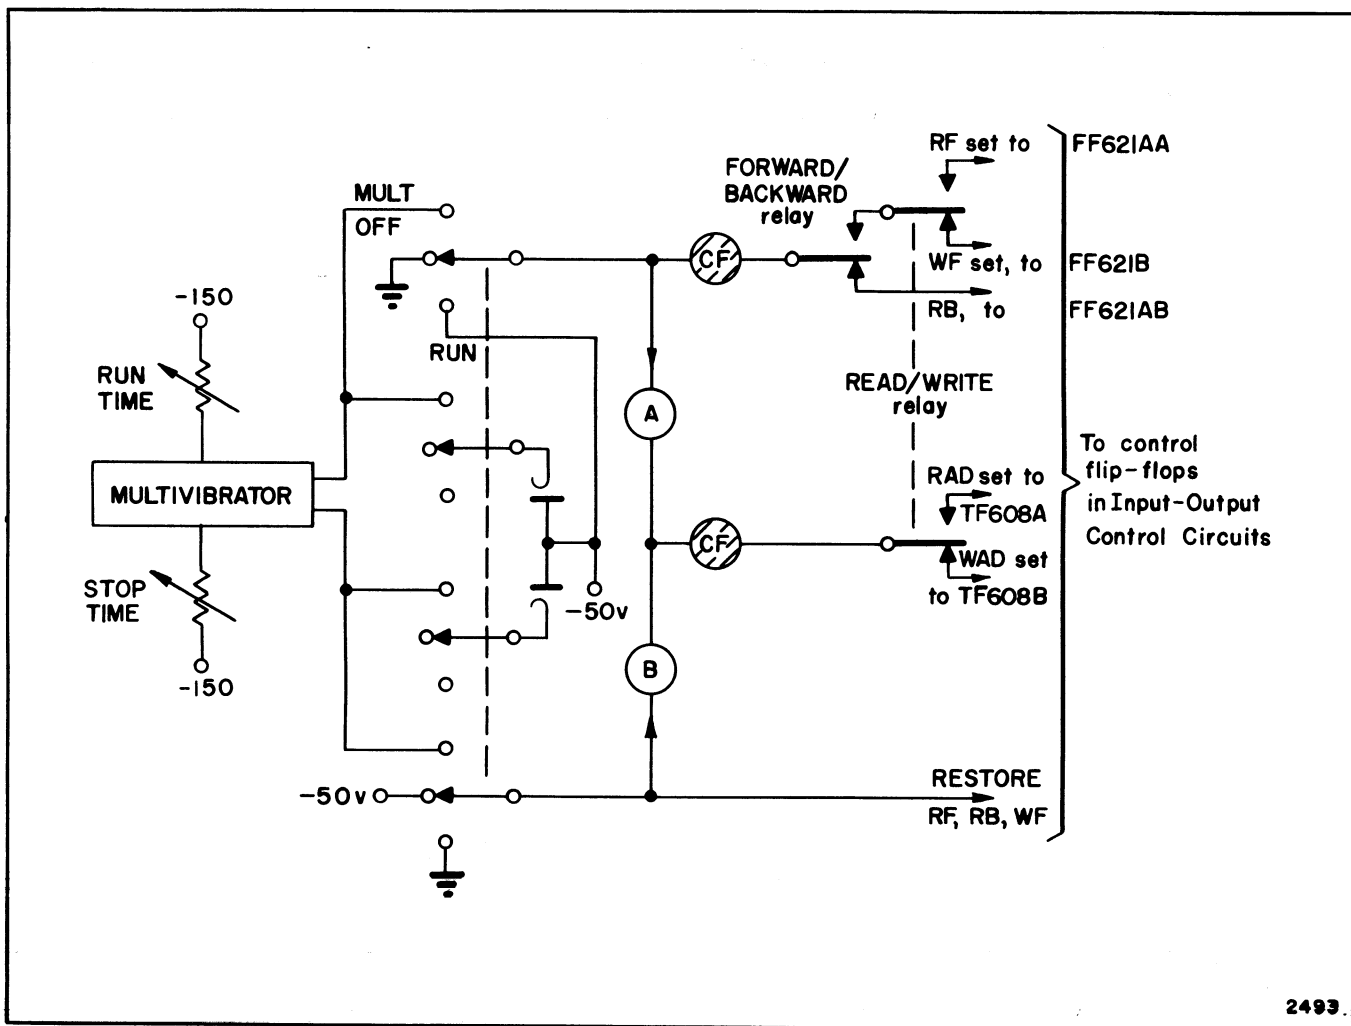 MULT
OFF
RUN
-150
RUN
TIME
MULTIVIBRATOR
STOP
TIME
-150
-50v
-50v
A
B
CF
CF
FORWARD/
BACKWARD
relay
RF set to FF621AA
WF set, to FF621B
RB, to FF621AB
READ/WRITE
relay
RAD set to
TF608A
WAD set
to TF608B
RESTORE
RF, RB, WF
To control
flip-flops
in Input-Output
Control Circuits
2493